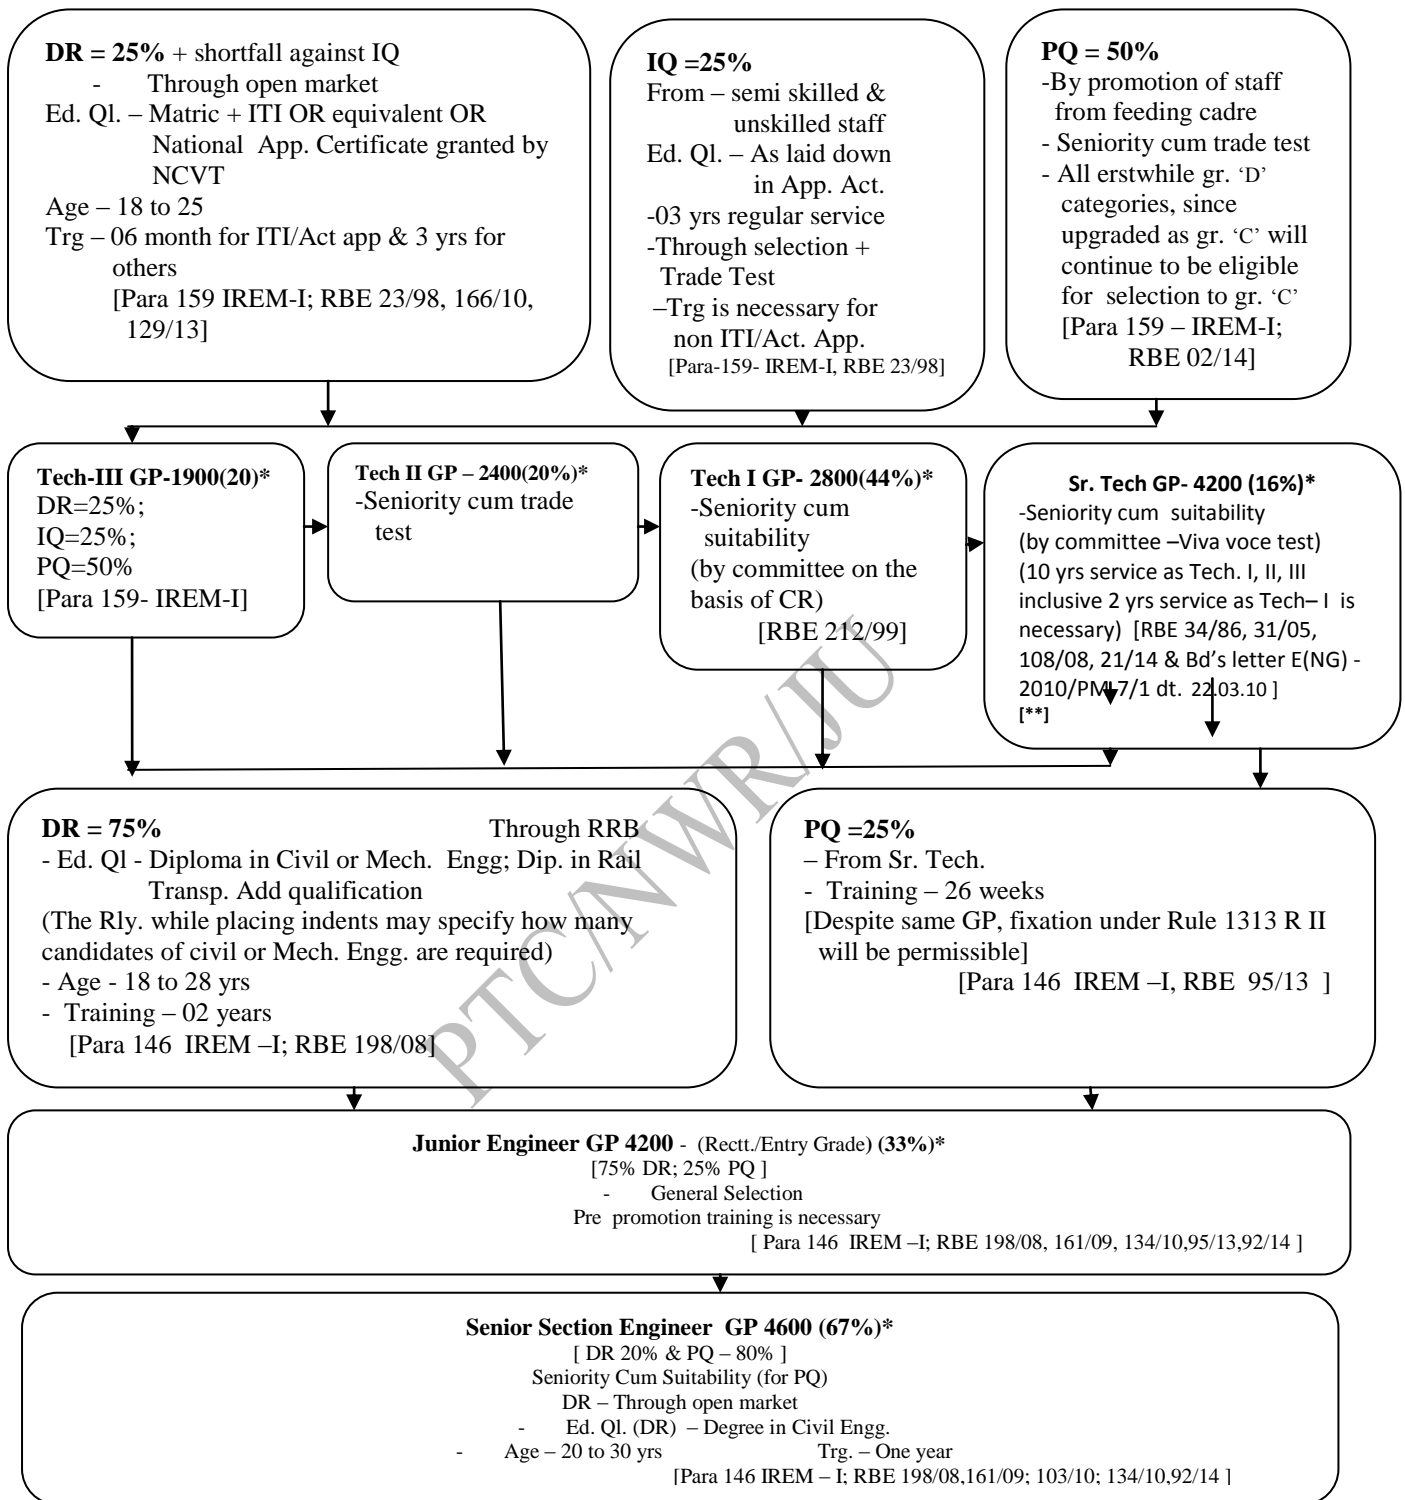 DR = 25% + shortfall against IQ
- Through open market
Ed. Ql. – Matric + ITI OR equivalent OR
National App. Certificate granted by
NCVT
Age – 18 to 25
Trg – 06 month for ITI/Act app & 3 yrs for
others
[Para 159 IREM-I; RBE 23/98, 166/10,
129/13]
IQ =25%
From – semi skilled &
unskilled staff
Ed. Ql. – As laid down
in App. Act.
-03 yrs regular service
-Through selection +
Trade Test
–Trg is necessary for
non ITI/Act. App.
[Para-159- IREM-I, RBE 23/98]
PQ = 50%
-By promotion of staff
from feeding cadre
- Seniority cum trade test
- All erstwhile gr. ‘D’
categories, since
upgraded as gr. ‘C’ will
continue to be eligible
for selection to gr. ‘C’
[Para 159 – IREM-I;
RBE 02/14]
Tech-III GP-1900(20)*
DR=25%;
IQ=25%;
PQ=50%
[Para 159- IREM-I]
Tech II GP – 2400(20%)*
-Seniority cum trade
test
Tech I GP- 2800(44%)*
-Seniority cum
suitability
(by committee on the
basis of CR)
[RBE 212/99]
Sr. Tech GP- 4200 (16%)*
-Seniority cum suitability
(by committee –Viva voce test)
(10 yrs service as Tech. I, II, III
inclusive 2 yrs service as Tech– I is
necessary) [RBE 34/86, 31/05,
108/08, 21/14 & Bd’s letter E(NG) -
2010/PM 7/1 dt. 22.03.10 ]
[**]
DR = 75% Through RRB
- Ed. Ql - Diploma in Civil or Mech. Engg; Dip. in Rail
Transp. Add qualification
(The Rly. while placing indents may specify how many
candidates of civil or Mech. Engg. are required)
- Age - 18 to 28 yrs
- Training – 02 years
[Para 146 IREM –I; RBE 198/08]
PQ =25%
– From Sr. Tech.
- Training – 26 weeks
[Despite same GP, fixation under Rule 1313 R II
will be permissible]
[Para 146 IREM –I, RBE 95/13 ]
PTC/NWR/JU
Junior Engineer GP 4200 - (Rectt./Entry Grade) (33%)*
[75% DR; 25% PQ ]
- General Selection
Pre promotion training is necessary
[ Para 146 IREM –I; RBE 198/08, 161/09, 134/10,95/13,92/14 ]
Senior Section Engineer GP 4600 (67%)*
[ DR 20% & PQ – 80% ]
Seniority Cum Suitability (for PQ)
DR – Through open market
- Ed. Ql. (DR) – Degree in Civil Engg.
- Age – 20 to 30 yrs Trg. – One year
[Para 146 IREM – I; RBE 198/08,161/09; 103/10; 134/10,92/14 ]